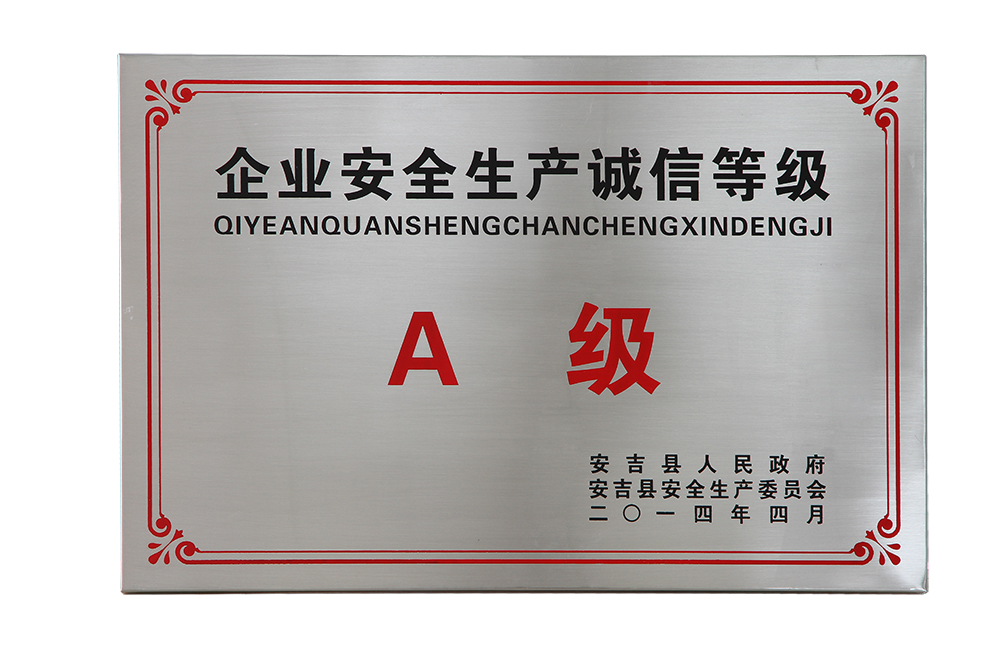 企业安全生产诚信等级
QIYEANQUANSHENGCHANCHENGXINDENGJI
A 级
安吉县人民政府
安吉县安全生产委员会
二〇一四年四月